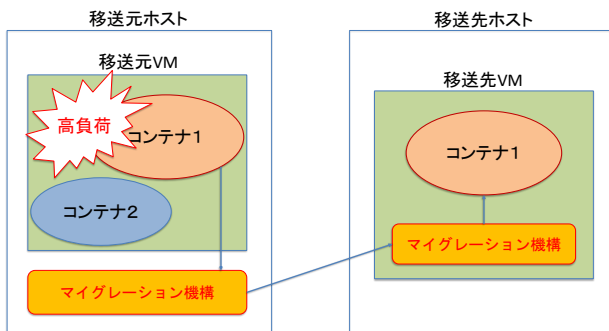 移送元ホスト
移送元VM
高負荷
コンテナ1
コンテナ2
マイグレーション機構
移送先ホスト
移送先VM
コンテナ1
マイグレーション機構